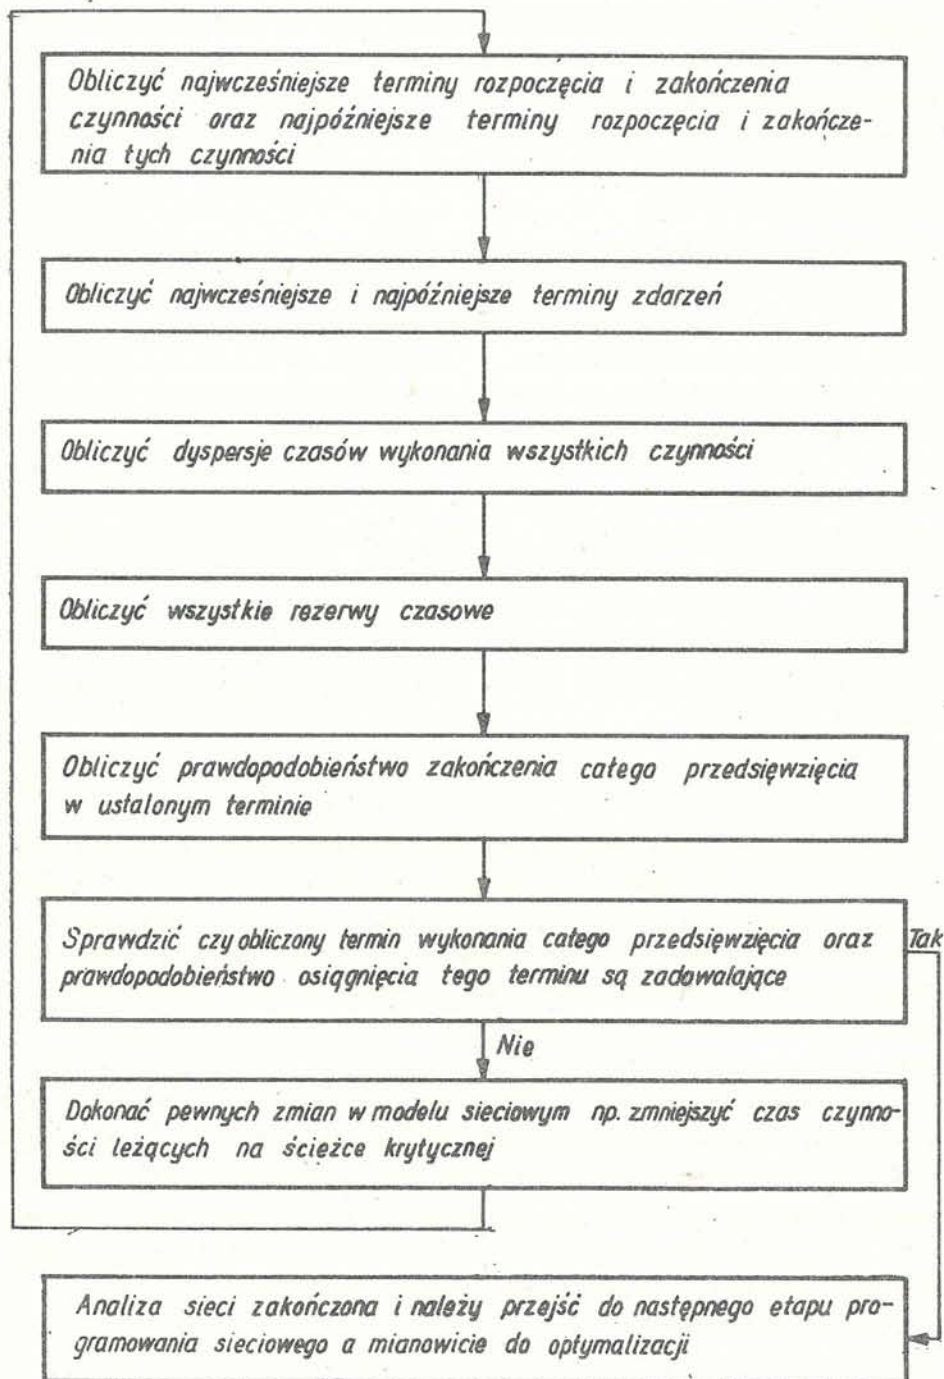 Obliczyć najwcześniejsze terminy rozpoczęcia i zakończenia
czynności oraz najpóźniejsze terminy rozpoczęcia i zakończe-
nia tych czynności
Obliczyć najwcześniejsze i najpóźniejsze terminy zdarzeń
Obliczyć dyspersje czasów wykonania wszystkich czynności
Obliczyć wszystkie rezerwy czasowe
Obliczyć prawdopodobieństwo zakończenia całego przedsięwzięcia
w ustalonym terminie
Sprawdzić czy obliczony termin wykonania całego przedsięwzięcia oraz
prawdopodobieństwo osiągnięcia tego terminu są zadowalające
Tak
Nie
Dokonać pewnych zmian w modelu sieciowym np. zmniejszyć czas czynno-
ści leżących na ścieżce krytycznej
Analiza sieci zakończona i należy przejść do następnego etapu pro-
gramowania sieciowego a mianowicie do optymalizacji